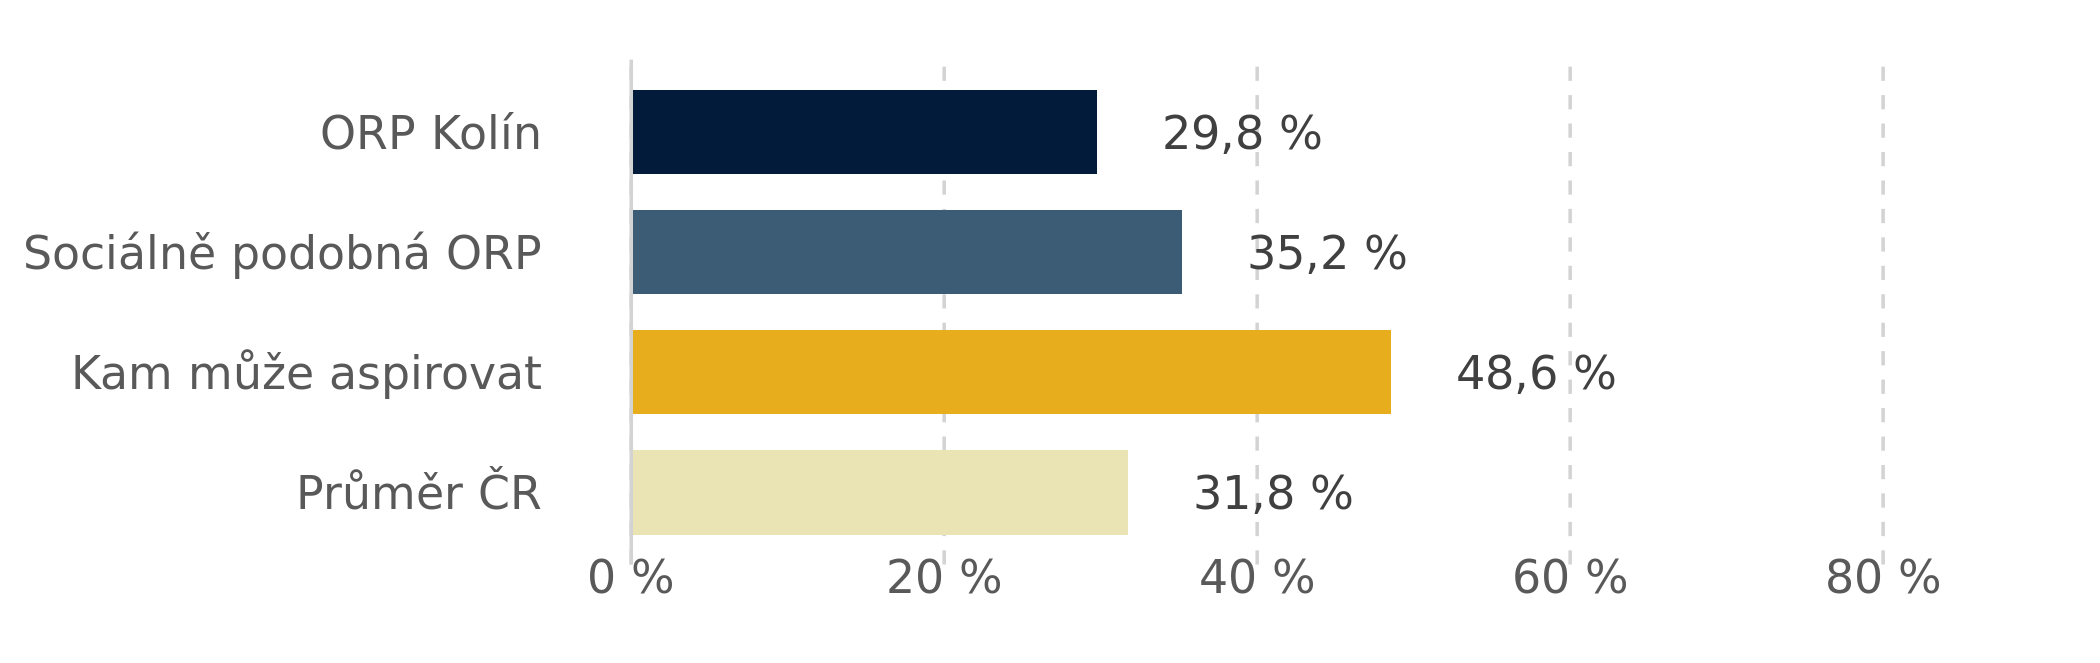 ORP Kolín 29,8 %
Sociálně podobná ORP 35,2 %
Kam může aspirovat 48,6 %
Průměr ČR 31,8 %
0 % 20 % 40 % 60 % 80 %